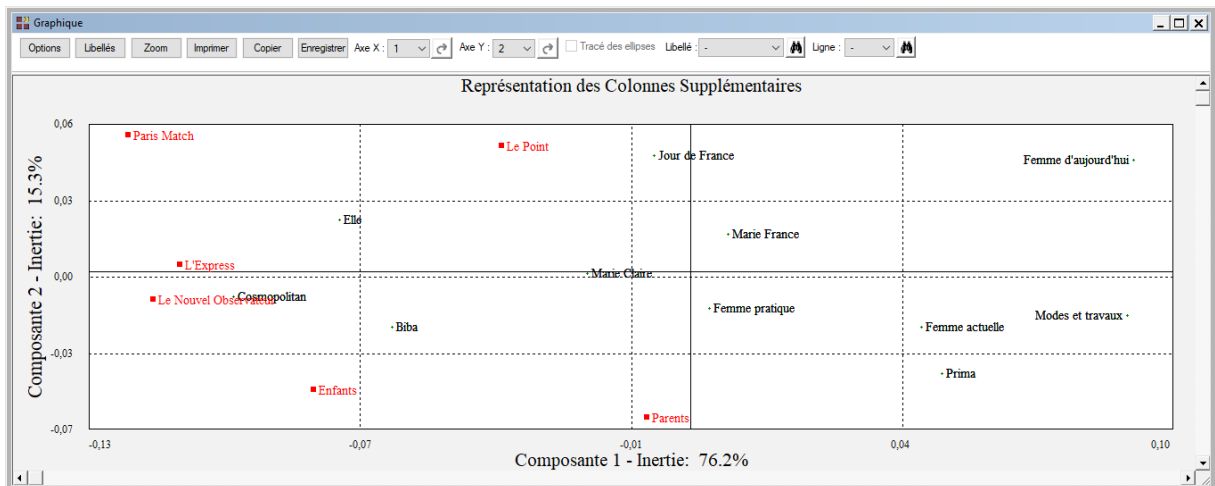 Graphique
Options Libellés Zoom Imprimer Copier Enregistrer Axe X : 1 Axe Y : 2 Tracé des ellipses Libellé : - Ligne : -
Représentation des Colonnes Supplémentaires
Composante 2 - Inertie: 15.3%
0,06
0,03
0,00
-0,03
-0,07
Paris Match
Le Point
Jour de France
Femme d'aujourd'hui
Elle
Marie France
L'Express
Marie Claire
Le Nouvel Observateur
Cosmopolitan
Femme pratique
Modes et travaux
Biba
Femme actuelle
Prima
Enfants
Parents
-0,13 -0,07 -0,01 0,04 0,10
Composante 1 - Inertie: 76.2%